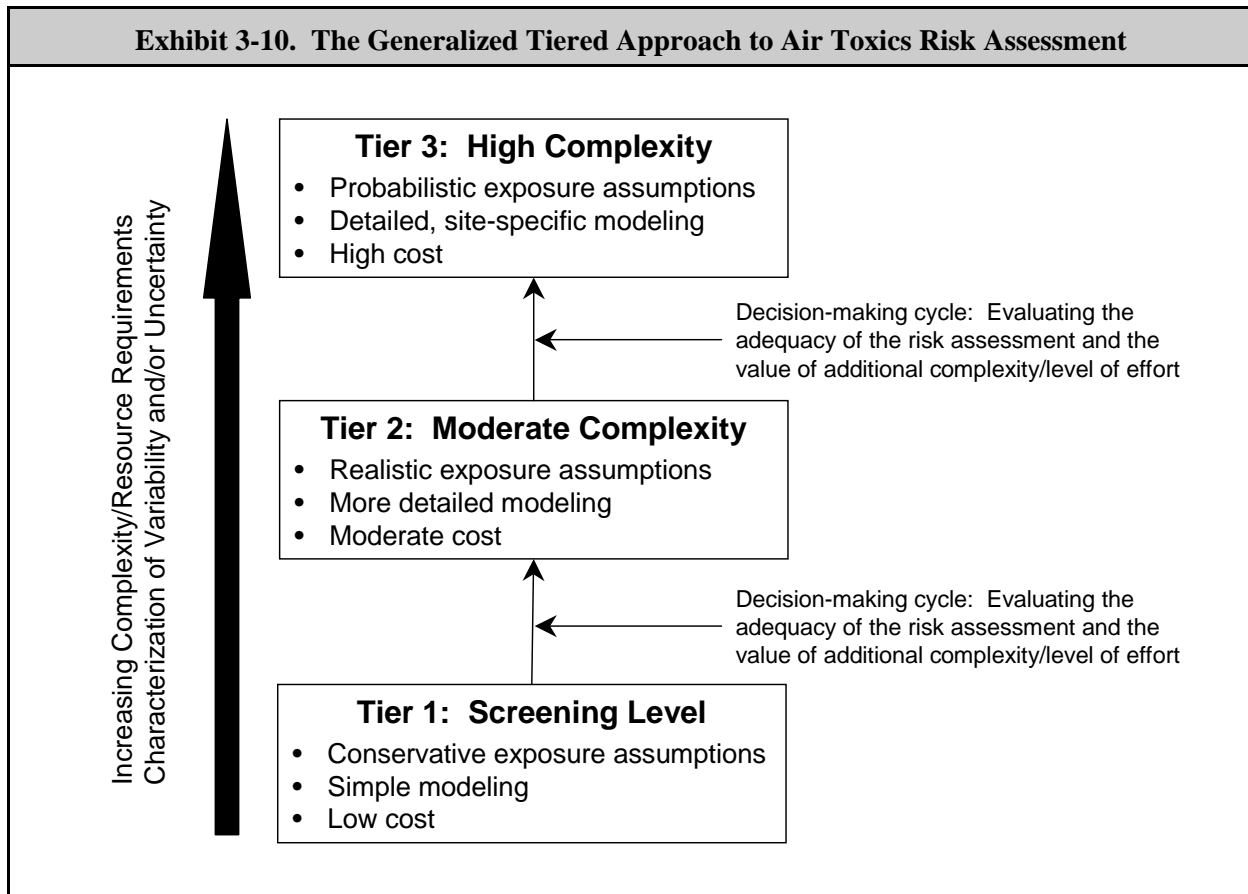 Exhibit 3-10. The Generalized Tiered Approach to Air Toxics Risk Assessment
Increasing Complexity/Resource Requirements
Characterization of Variability and/or Uncertainty
Tier 3: High Complexity
• Probabilistic exposure assumptions
• Detailed, site-specific modeling
• High cost
Decision-making cycle: Evaluating the
adequacy of the risk assessment and the
value of additional complexity/level of effort
Tier 2: Moderate Complexity
• Realistic exposure assumptions
• More detailed modeling
• Moderate cost
Decision-making cycle: Evaluating the
adequacy of the risk assessment and the
value of additional complexity/level of effort
Tier 1: Screening Level
• Conservative exposure assumptions
• Simple modeling
• Low cost